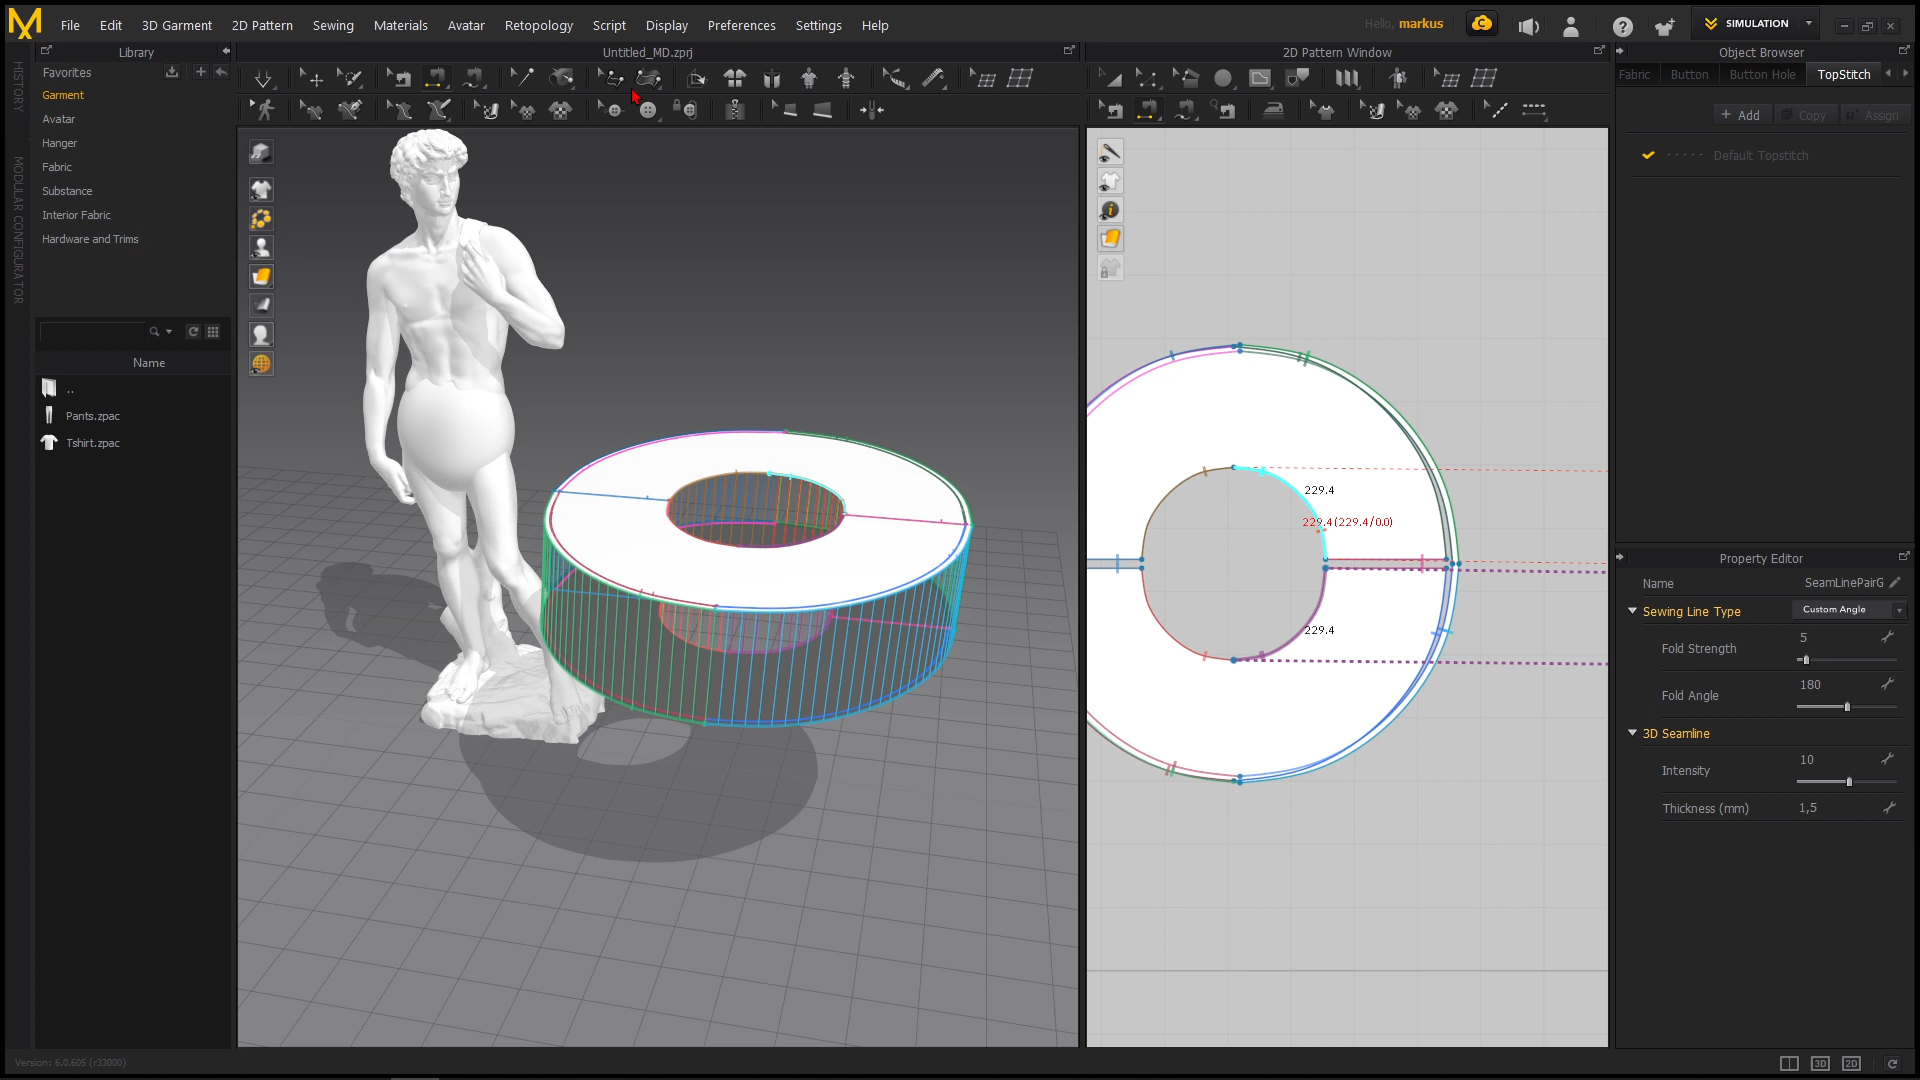 File Edit 3D Garment 2D Pattern Sewing Materials Avatar Retopology Script Display Preferences Settings Help
Hello, markus
SIMULATION
Library
Untitled_MD.zprj
2D Pattern Window
Object Browser
HISTORY
MODULAR CONFIGURATOR
Favorites
Garment
Avatar
Hanger
Fabric
Substance
Interior Fabric
Hardware and Trims
Name
..
Pants.zpac
Tshirt.zpac
229.4
229.4(229.4/0.0)
229.4
Fabric Button Button Hole TopStitch
+ Add Copy Assign
Default Topstitch
Property Editor
Name SeamLinePairG
Sewing Line Type Custom Angle
Fold Strength 5
Fold Angle 180
3D Seamline
Intensity 10
Thickness (mm) 1,5
Version: 6.0.605 (r33000)
3D 2D